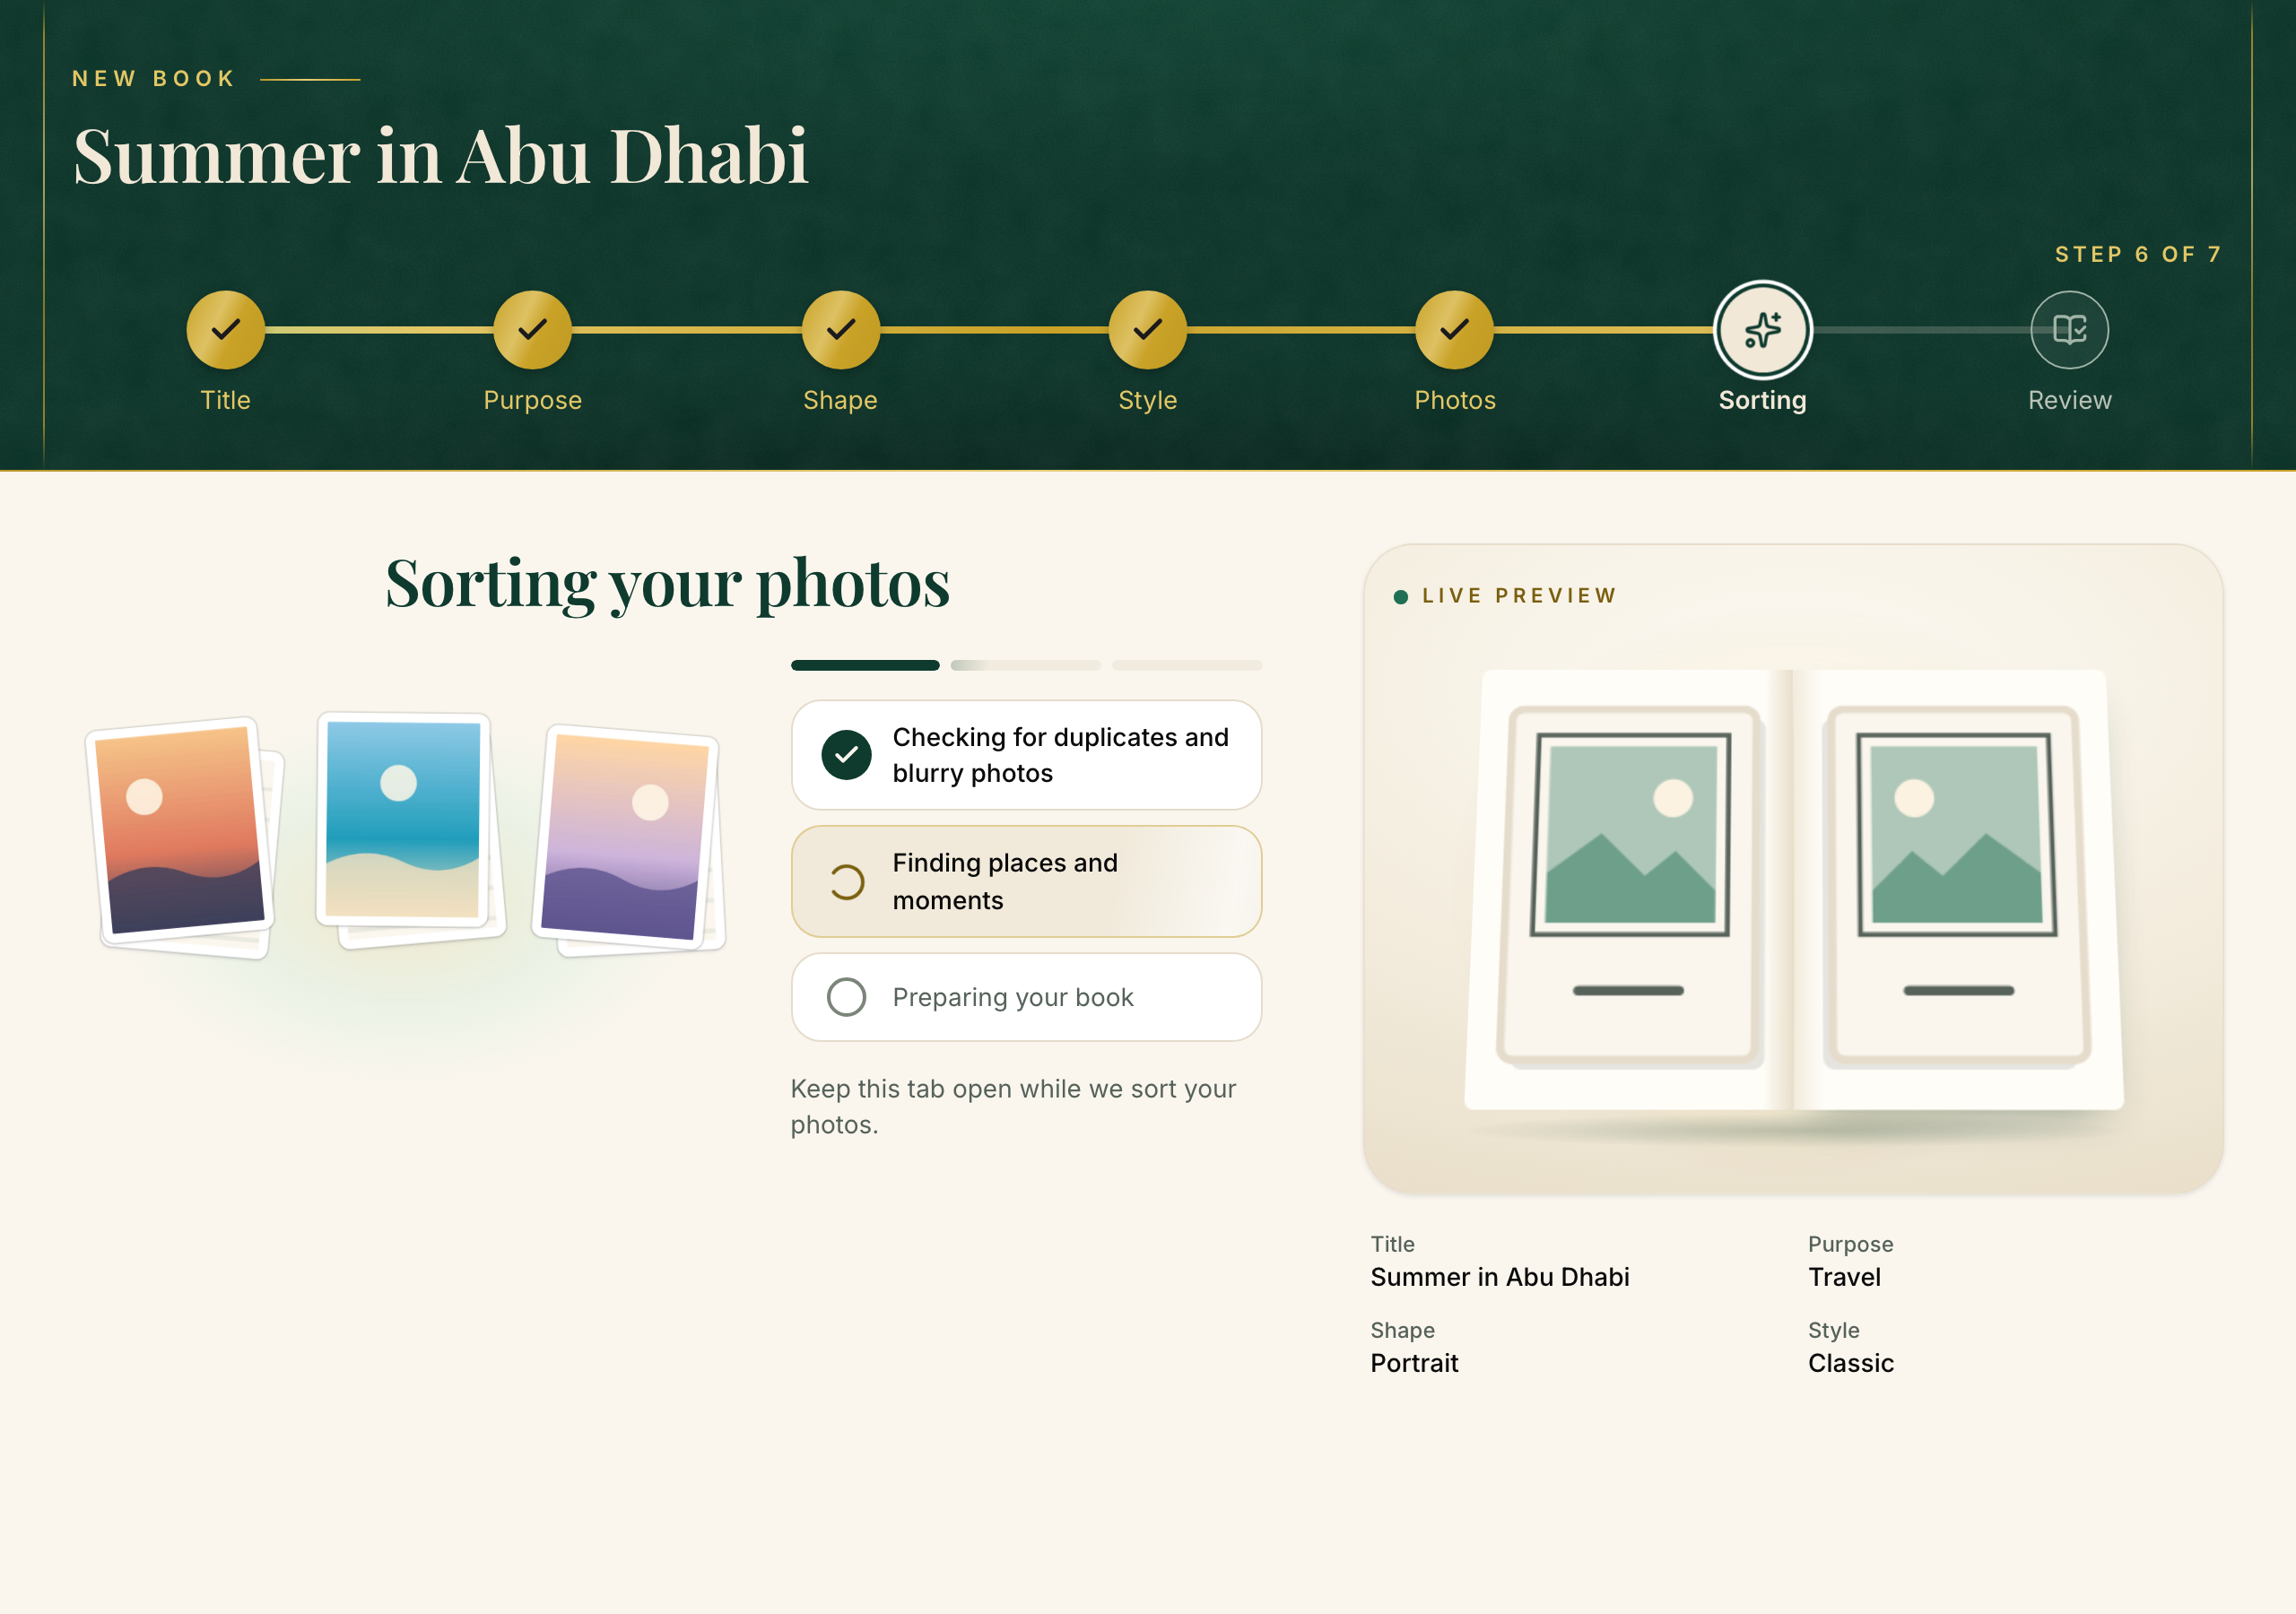 NEW BOOK
Summer in Abu Dhabi
STEP 6 OF 7
Title
Purpose
Shape
Style
Photos
Sorting
Review
Sorting your photos
Checking for duplicates and
blurry photos
Finding places and
moments
Preparing your book
Keep this tab open while we sort your
photos.
LIVE PREVIEW
Title
Summer in Abu Dhabi
Purpose
Travel
Shape
Portrait
Style
Classic